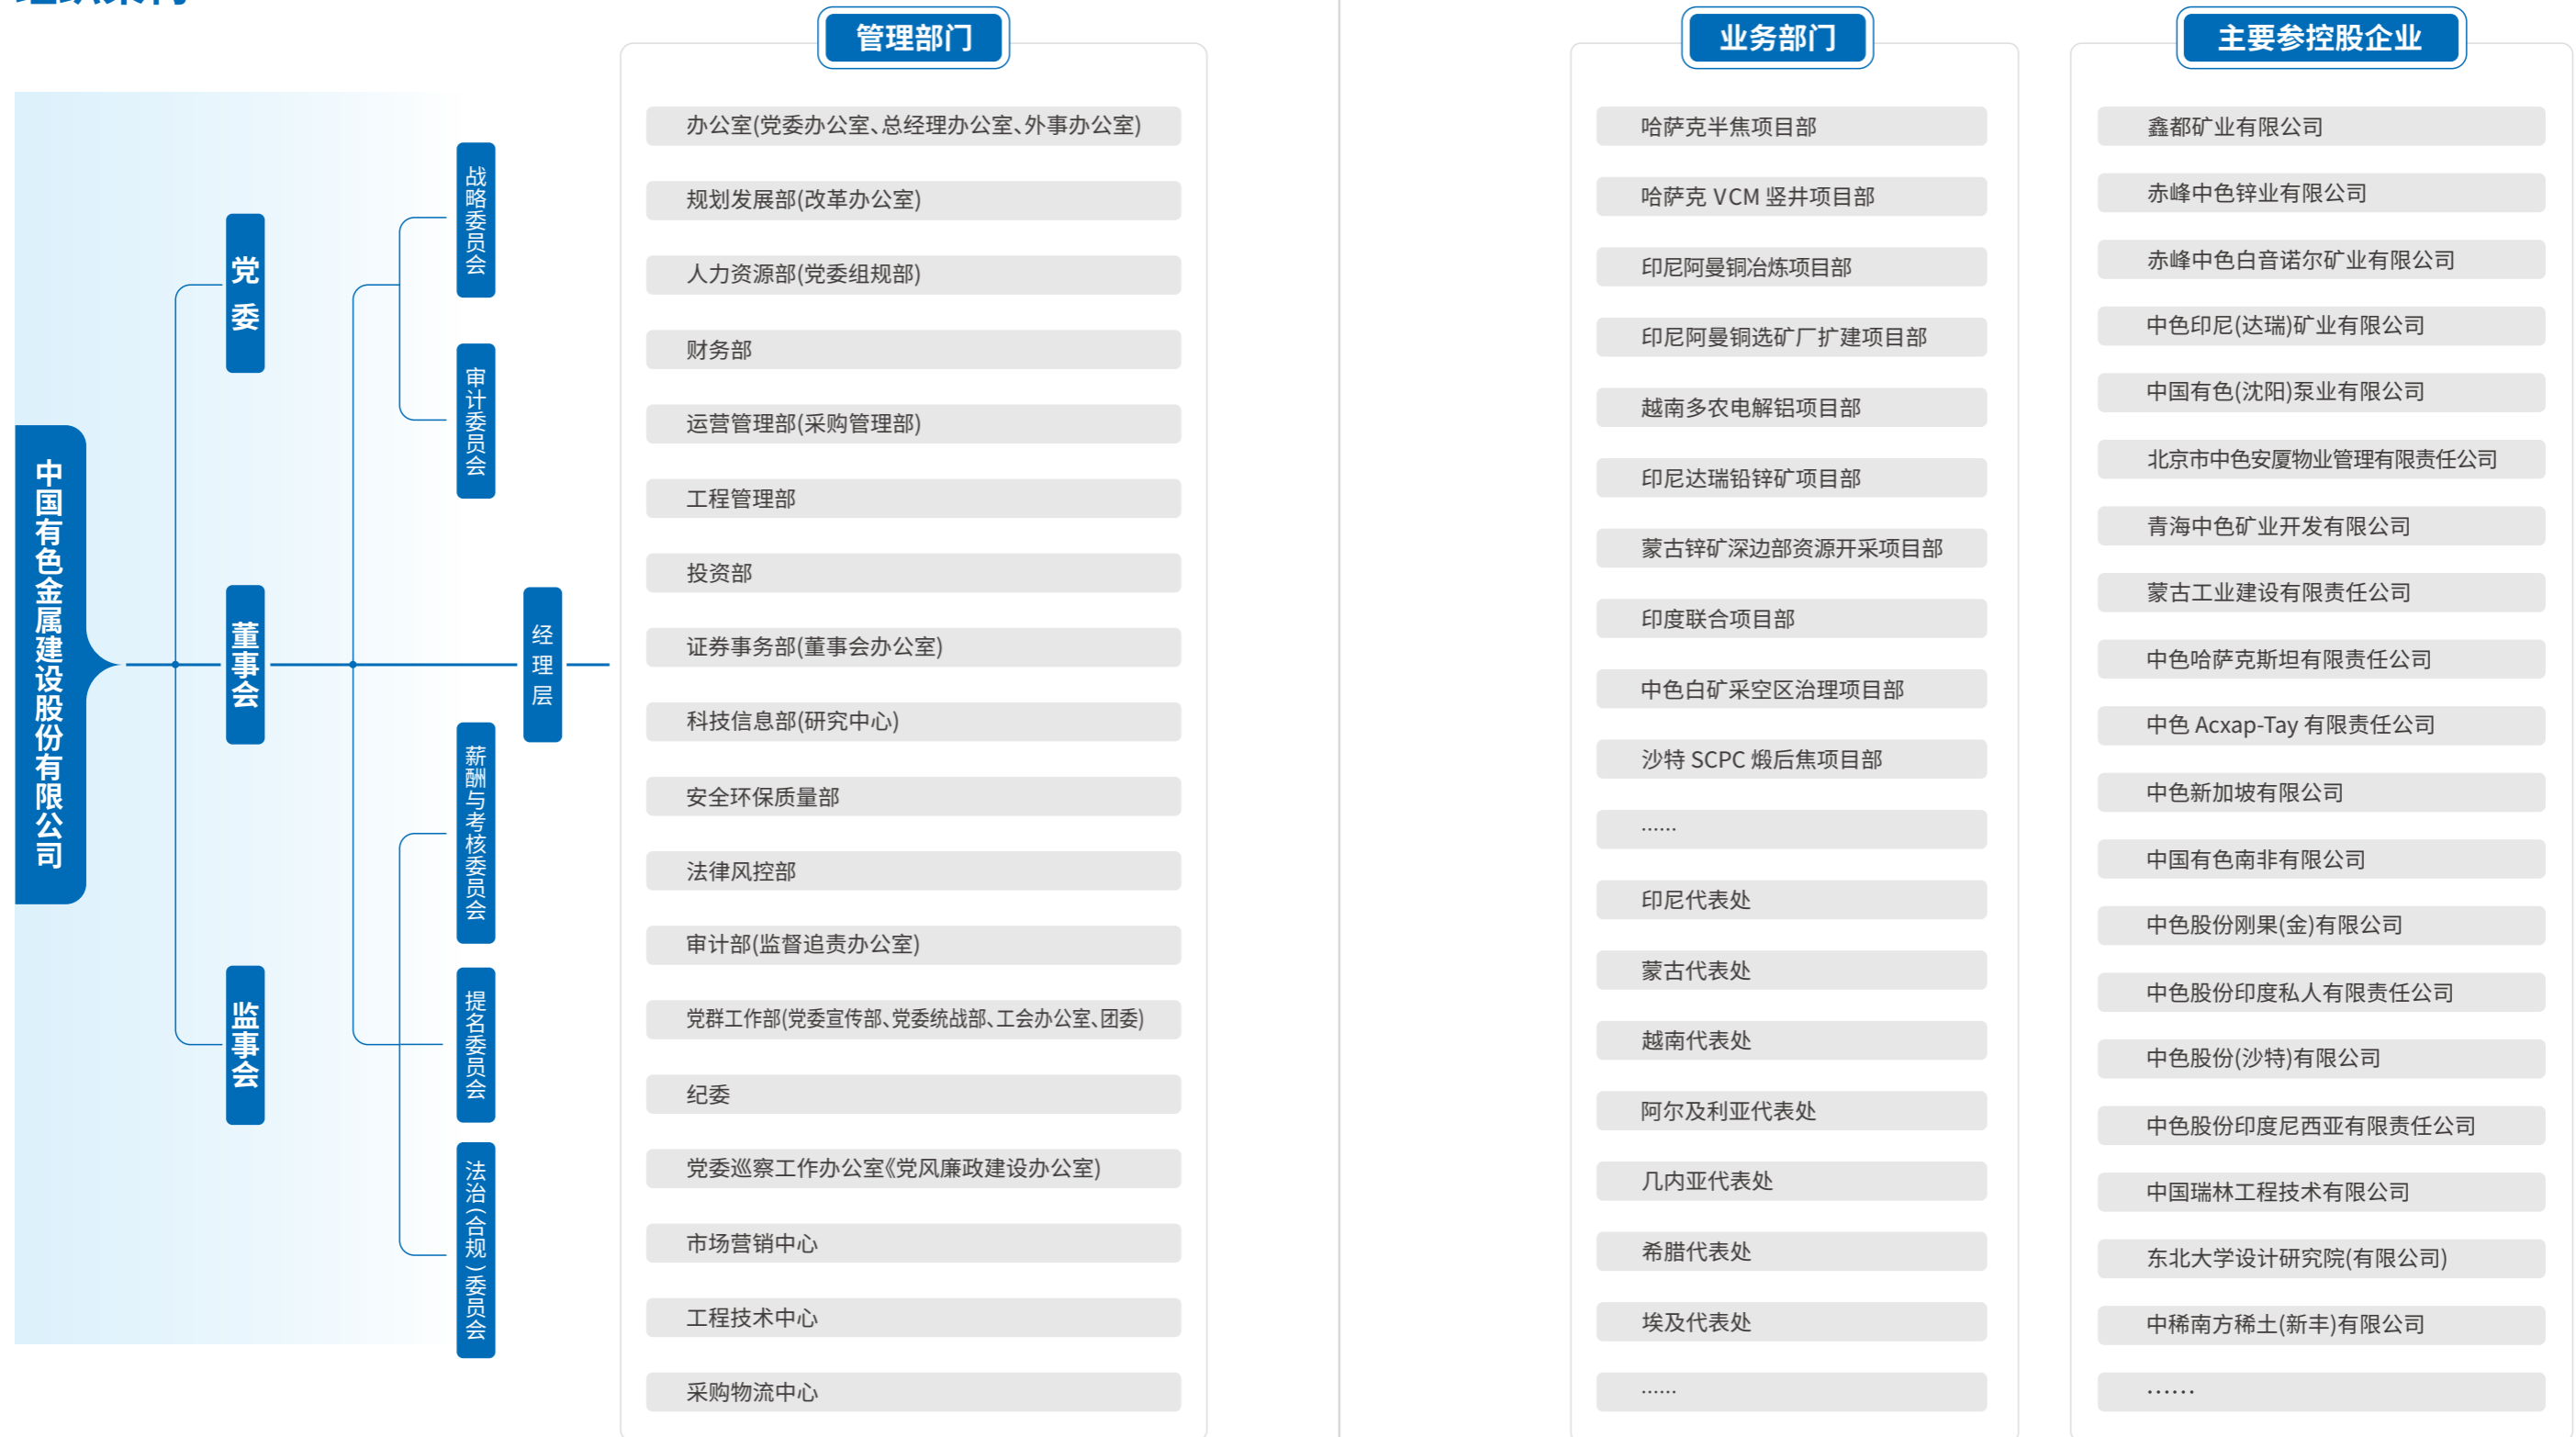 组织架构
中国有色金属建设股份有限公司
党委
董事会
监事会
战略委员会
审计委员会
薪酬与考核委员会
提名委员会
法治(合规)委员会
经理层
管理部门
办公室(党委办公室、总经理办公室、外事办公室)
规划发展部(改革办公室)
人力资源部(党委组规部)
财务部
运营管理部(采购管理部)
工程管理部
投资部
证券事务部(董事会办公室)
科技信息部(研究中心)
安全环保质量部
法律风控部
审计部(监督追责办公室)
党群工作部(党委宣传部、党委统战部、工会办公室、团委)
纪委
党委巡察工作办公室《党风廉政建设办公室)
市场营销中心
工程技术中心
采购物流中心
业务部门
哈萨克半焦项目部
哈萨克 VCM 竖井项目部
印尼阿曼铜冶炼项目部
印尼阿曼铜选矿厂扩建项目部
越南多农电解铝项目部
印尼达瑞铅锌矿项目部
蒙古锌矿深边部资源开采项目部
印度联合项目部
中色白矿采空区治理项目部
沙特 SCPC 煅后焦项目部
……
印尼代表处
蒙古代表处
越南代表处
阿尔及利亚代表处
几内亚代表处
希腊代表处
埃及代表处
……
主要参控股企业
鑫都矿业有限公司
赤峰中色锌业有限公司
赤峰中色白音诺尔矿业有限公司
中色印尼(达瑞)矿业有限公司
中国有色(沈阳)泵业有限公司
北京市中色安厦物业管理有限责任公司
青海中色矿业开发有限公司
蒙古工业建设有限责任公司
中色哈萨克斯坦有限责任公司
中色 Acxap-Tay 有限责任公司
中色新加坡有限公司
中国有色南非有限公司
中色股份刚果(金)有限公司
中色股份印度私人有限责任公司
中色股份(沙特)有限公司
中色股份印度尼西亚有限责任公司
中国瑞林工程技术有限公司
东北大学设计研究院(有限公司)
中稀南方稀土(新丰)有限公司
……